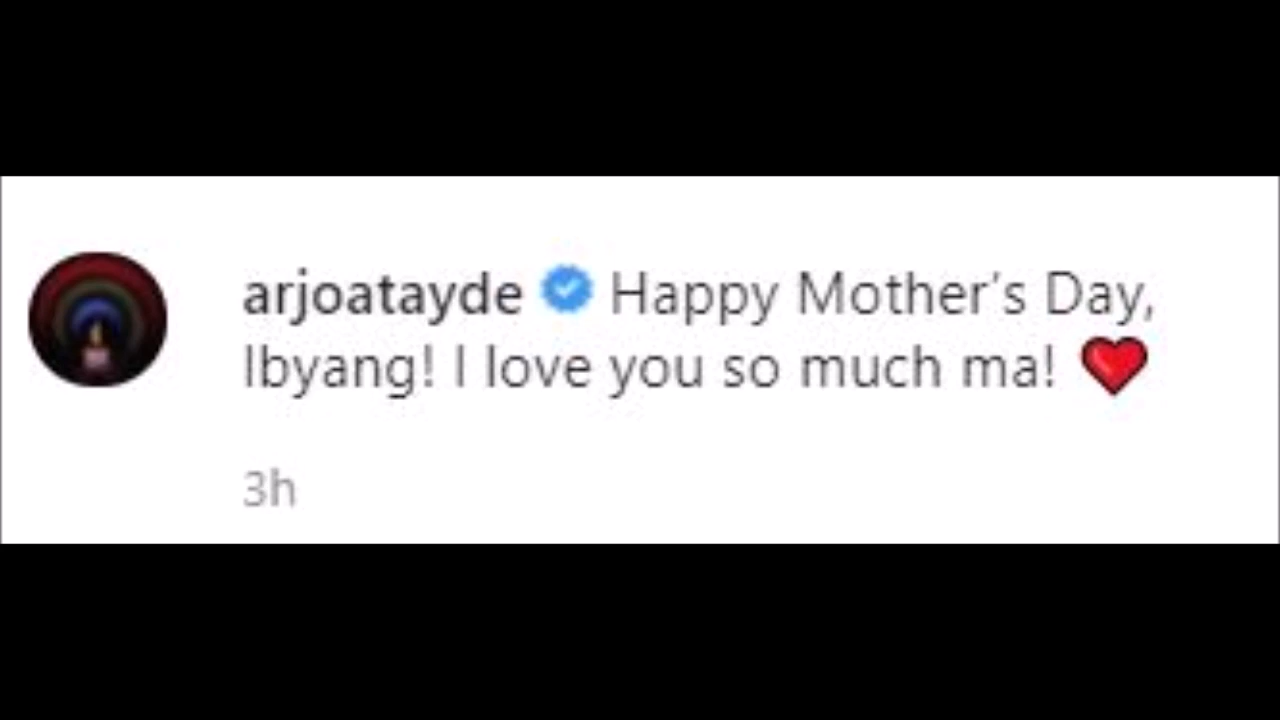 arjoatayde Happy Mother's Day,
Ibyang! I love you so much ma! ❤️
3h